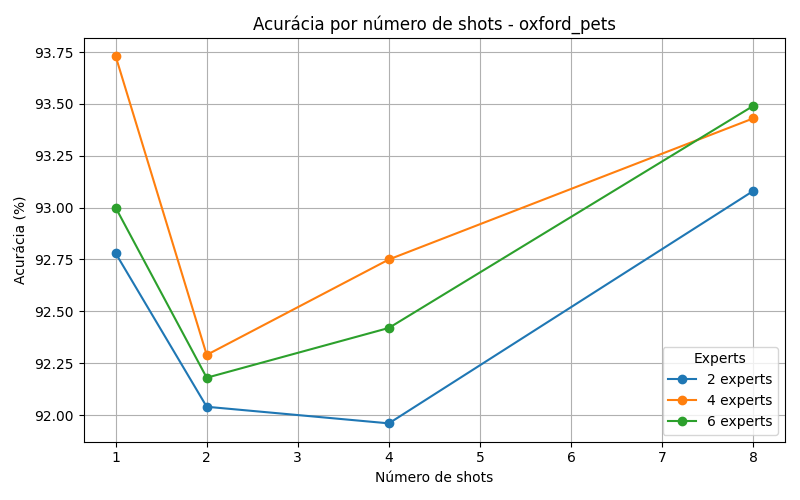 Acurácia por número de shots - oxford_pets
93.75
93.50
93.25
93.00
92.75
92.50
92.25
92.00
Acurácia (%)
1 2 3 4 5 6 7 8
Número de shots
Experts
2 experts
4 experts
6 experts